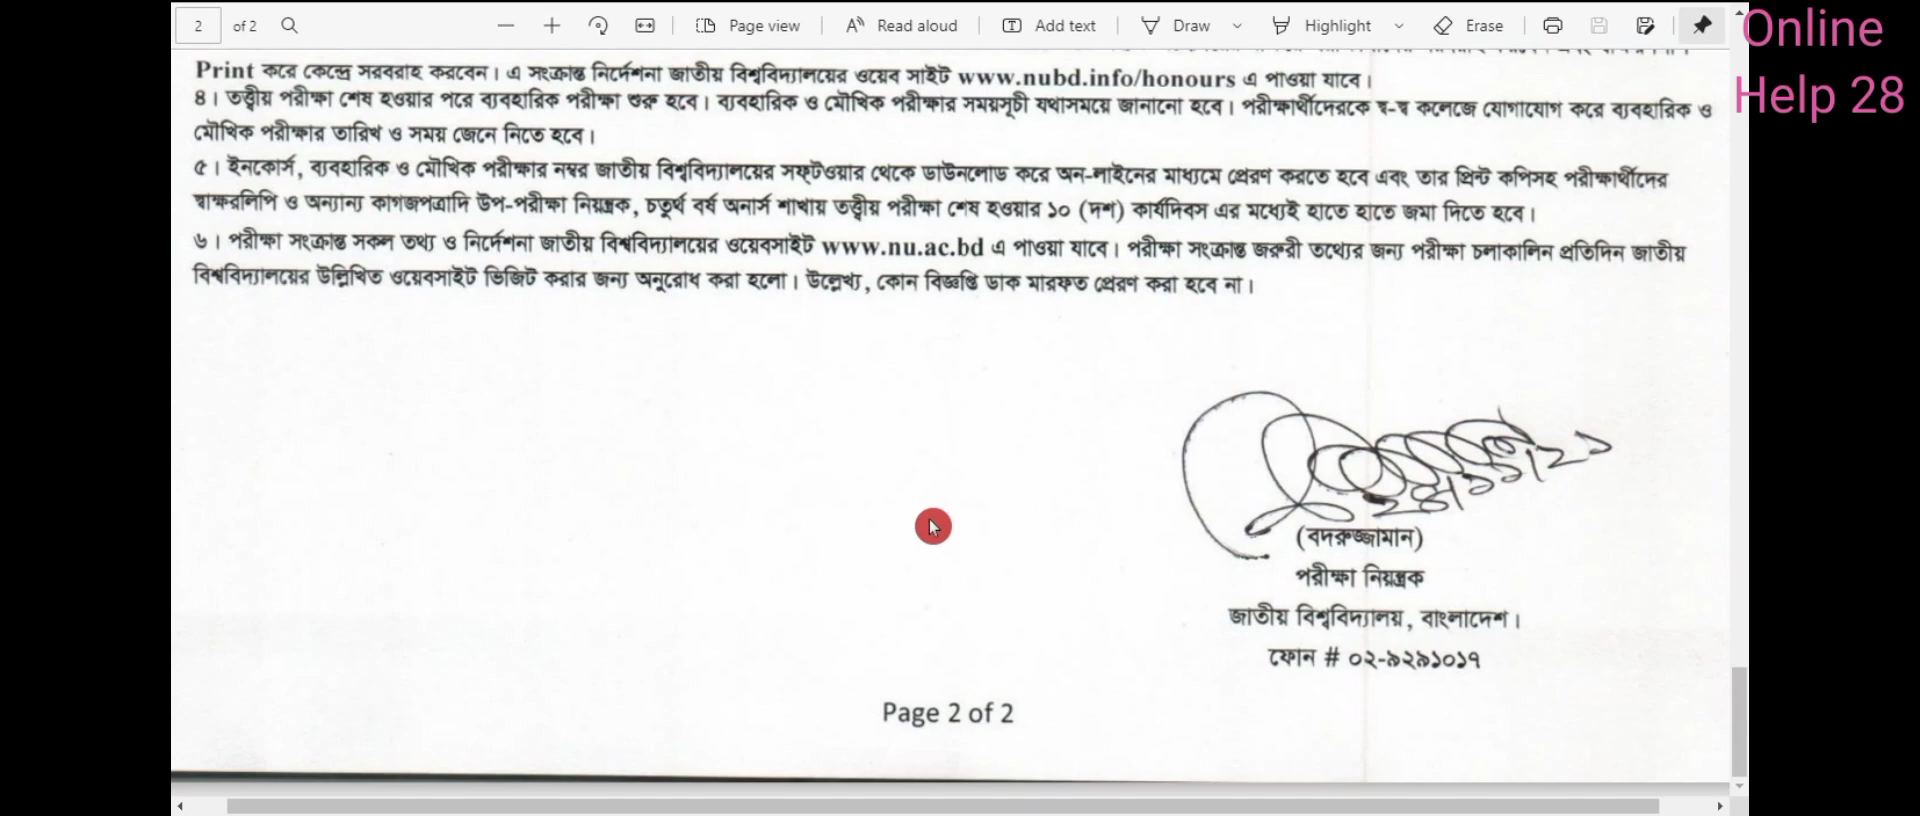 2 of 2 Page view Read aloud Add text Draw Highlight Erase
Online
Help 28
Print করে কেন্দ্রে সরবরাহ করবেন। এ সংক্রান্ত নির্দেশনা জাতীয় বিশ্ববিদ্যালয়ের ওয়েব সাইট www.nubd.info/honours এ পাওয়া যাবে।
৪। তত্ত্বীয় পরীক্ষা শেষ হওয়ার পরে ব্যবহারিক পরীক্ষা শুরু হবে। ব্যবহারিক ও মৌখিক পরীক্ষার সময়সূচী যথাসময়ে জানানো হবে। পরীক্ষার্থীদেরকে স্ব-স্ব কলেজে যোগাযোগ করে ব্যবহারিক ও
মৌখিক পরীক্ষার তারিখ ও সময় জেনে নিতে হবে।
৫। ইনকোর্স, ব্যবহারিক ও মৌখিক পরীক্ষার নম্বর জাতীয় বিশ্ববিদ্যালয়ের সফ্টওয়ার থেকে ডাউনলোড করে অন-লাইনের মাধ্যমে প্রেরণ করতে হবে এবং তার প্রিন্ট কপিসহ পরীক্ষার্থীদের
স্বাক্ষরলিপি ও অন্যান্য কাগজপত্রাদি উপ-পরীক্ষা নিয়ন্ত্রক, চতুর্থ বর্ষ অনার্স শাখায় তত্ত্বীয় পরীক্ষা শেষ হওয়ার ১০ (দশ) কার্যদিবস এর মধ্যেই হাতে হাতে জমা দিতে হবে।
৬। পরীক্ষা সংক্রান্ত সকল তথ্য ও নির্দেশনা জাতীয় বিশ্ববিদ্যালয়ের ওয়েবসাইট www.nu.ac.bd এ পাওয়া যাবে। পরীক্ষা সংক্রান্ত জরুরী তথ্যের জন্য পরীক্ষা চলাকালিন প্রতিদিন জাতীয়
বিশ্ববিদ্যালয়ের উল্লিখিত ওয়েবসাইট ভিজিট করার জন্য অনুরোধ করা হলো। উল্লেখ্য, কোন বিজ্ঞপ্তি ডাক মারফত প্রেরণ করা হবে না।
(বদরুজ্জামান)
পরীক্ষা নিয়ন্ত্রক
জাতীয় বিশ্ববিদ্যালয়, বাংলাদেশ।
ফোন # ০২-৯২৯১০১৭
Page 2 of 2